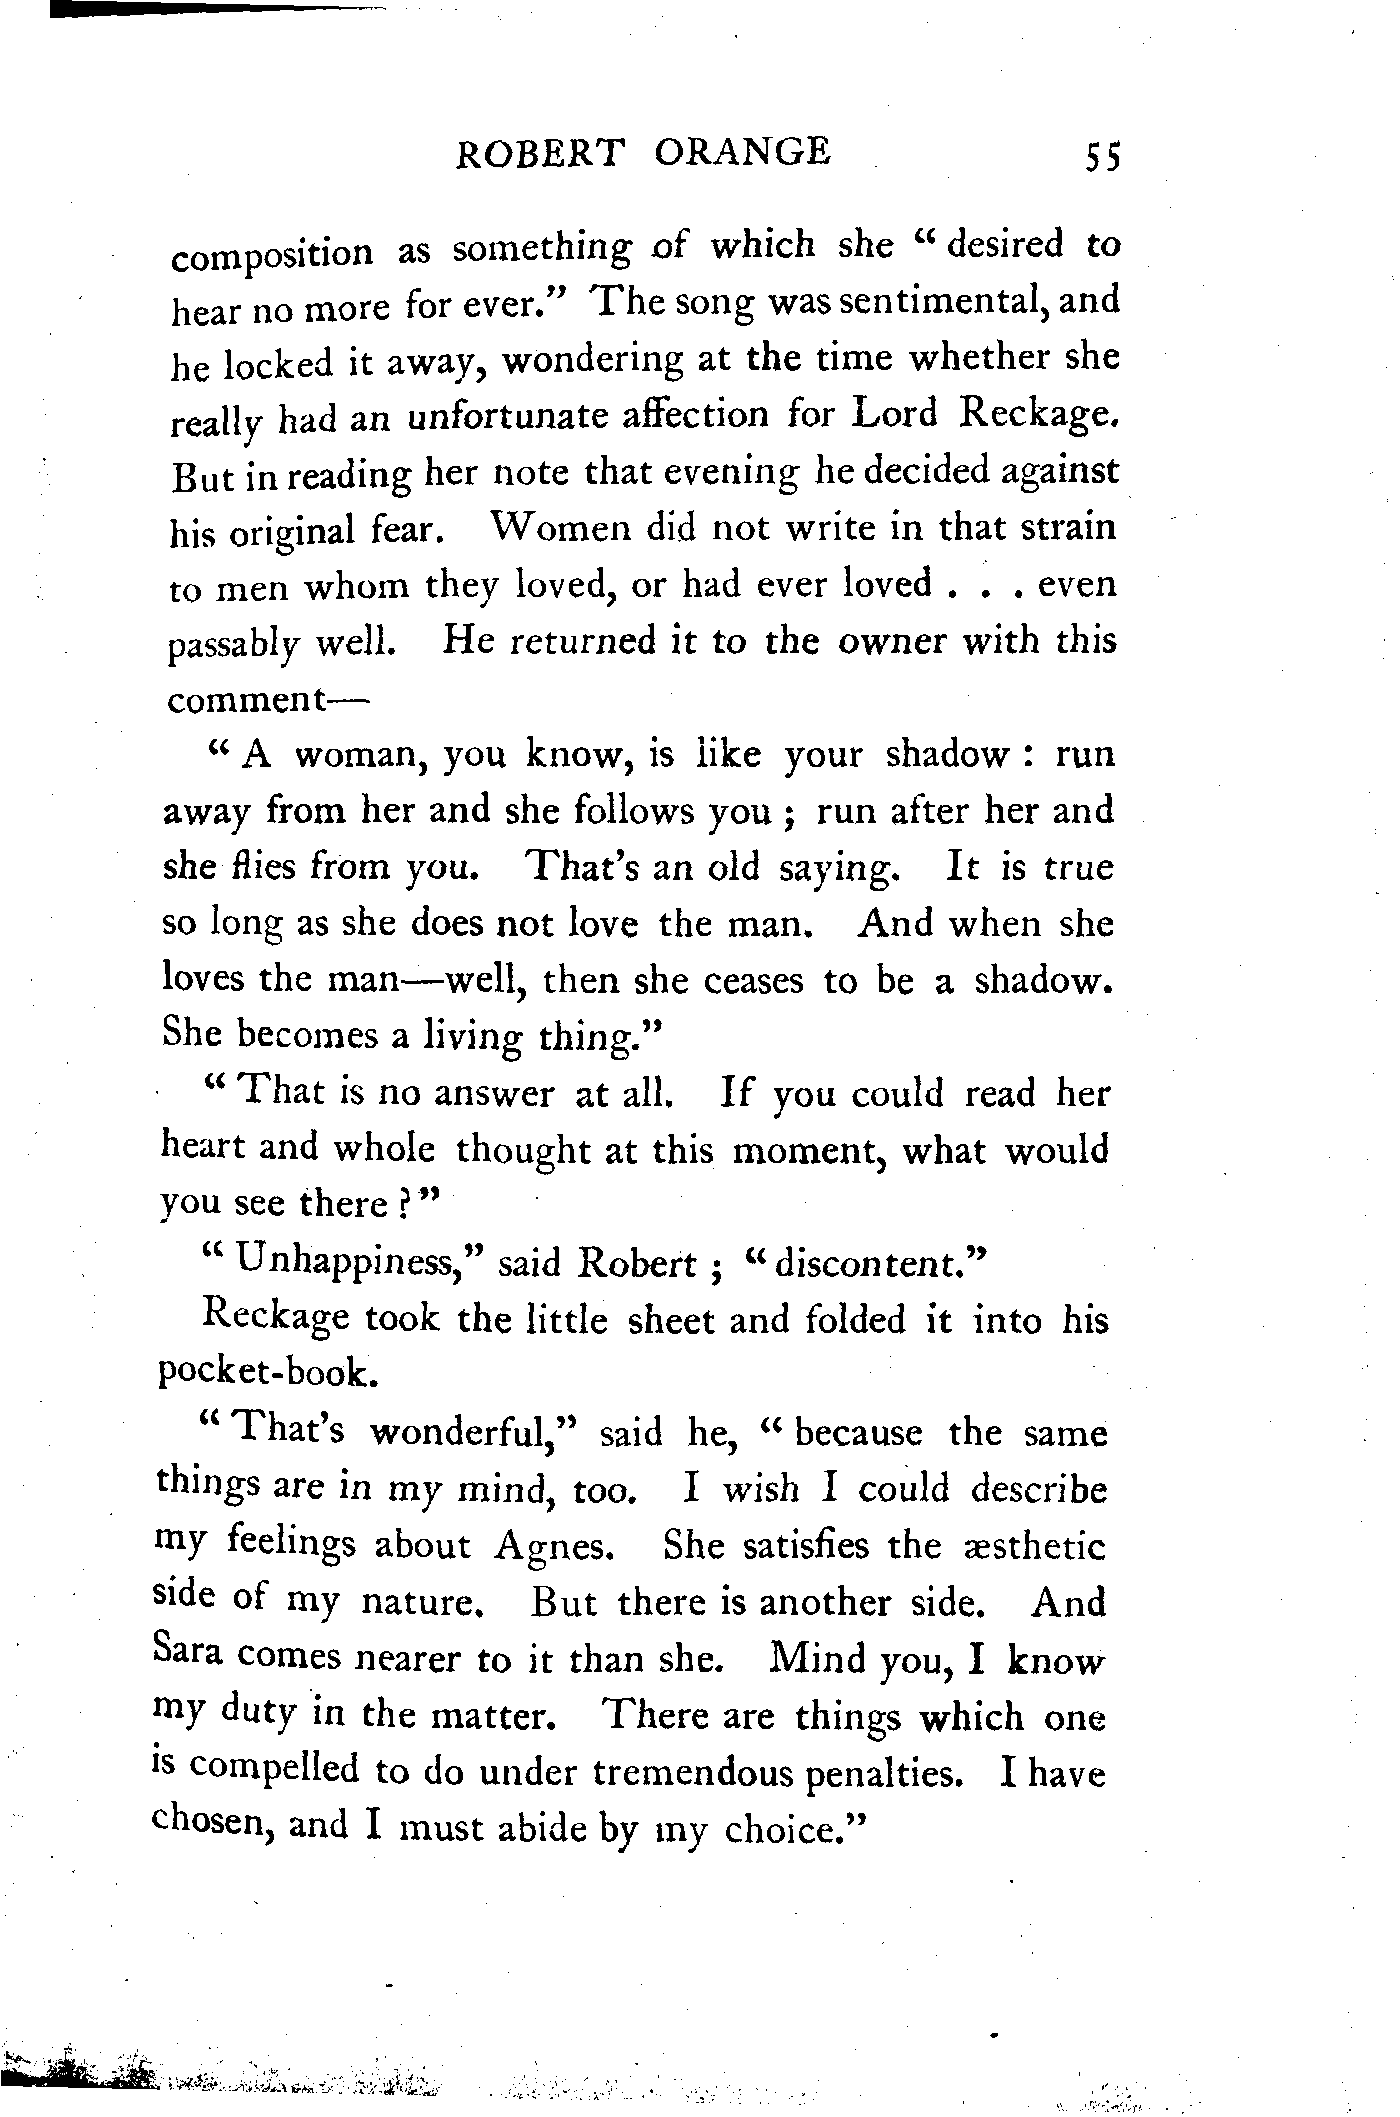 ROBERT ORANGE 55
composition as something of which she “ desired to
hear no more for ever.” The song was sentimental, and
he locked it away, wondering at the time whether she
really had an unfortunate affection for Lord Reckage.
But in reading her note that evening he decided against
his original fear. Women did not write in that strain
to men whom they loved, or had ever loved . . . even
passably well. He returned it to the owner with this
comment—
“ A woman, you know, is like your shadow : run
away from her and she follows you ; run after her and
she flies from you. That’s an old saying. It is true
so long as she does not love the man. And when she
loves the man—well, then she ceases to be a shadow.
She becomes a living thing.”
“ That is no answer at all. If you could read her
heart and whole thought at this moment, what would
you see there ?”
“ Unhappiness,” said Robert ; “ discontent.”
Reckage took the little sheet and folded it into his
pocket-book.
“ That’s wonderful,” said he, “ because the same
things are in my mind, too. I wish I could describe
my feelings about Agnes. She satisfies the æsthetic
side of my nature. But there is another side. And
Sara comes nearer to it than she. Mind you, I know
my duty in the matter. There are things which one
is compelled to do under tremendous penalties. I have
chosen, and I must abide by my choice.”